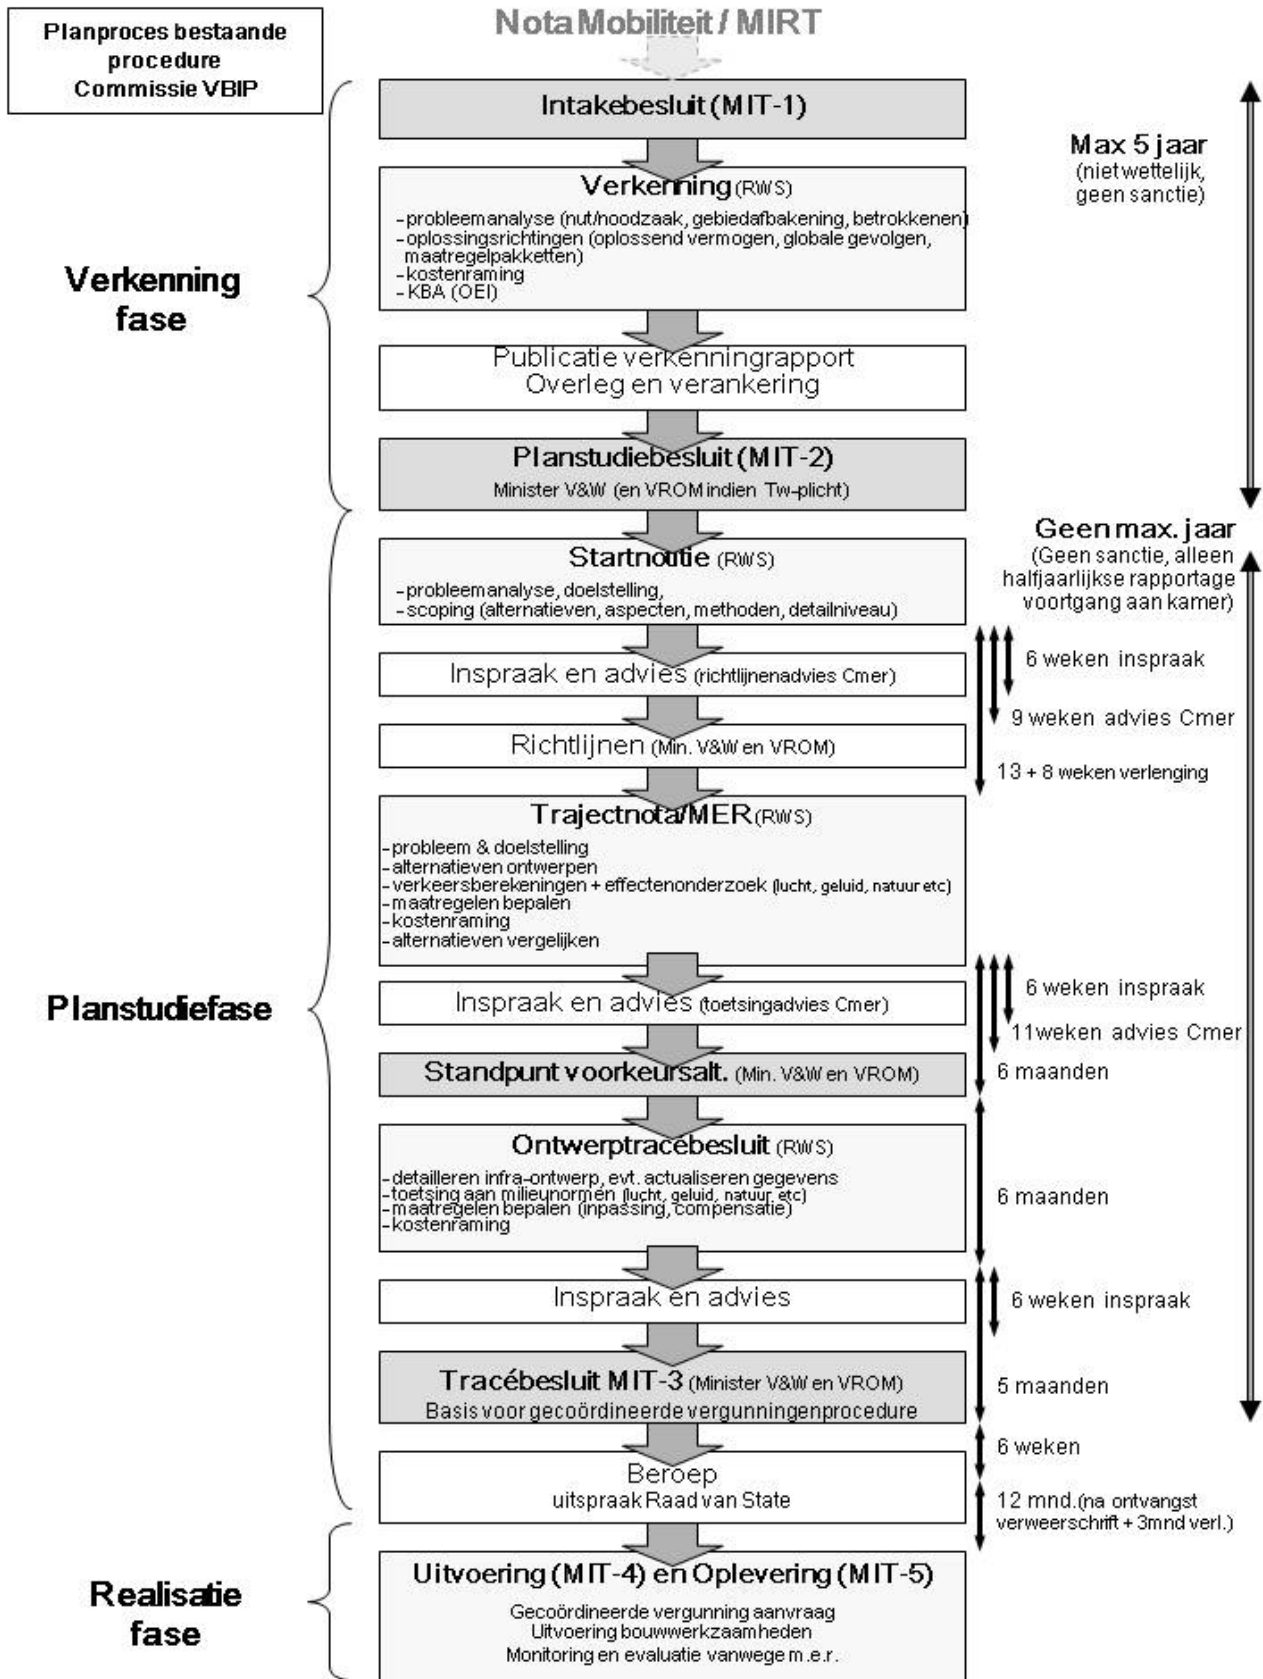 Planproces bestaande
procedure
Commissie VBIP
Nota Mobiliteit / MIRT
Intakebesluit (MIT-1)
Max 5 jaar
(niet wettelijk,
geen sanctie)
Verkenning (RWS)
-probleemanalyse (nut/noodzaak, gebiedafbakening, betrokkenen)
-oplossingsrichtingen (oplossend vermogen, globale gevolgen,
maatregelpakketten)
-kostenraming
-KBA (OEI)
Verkenning
fase
Publicatie verkenningrapport
Overleg en verankering
Planstudiebesluit (MIT-2)
Minister V&W (en VROM indien Tw-plicht)
Geen max. jaar
(Geen sanctie, alleen
halfjaarlijkse rapportage
voortgang aan kamer)
Startnoutie (RWS)
-probleemanalyse, doelstelling,
-scoping (alternatieven, aspecten, methoden, detailniveau)
6 weken inspraak
Inspraak en advies (richtlijnenadvies Cmer)
9 weken advies Cmer
Richtlijnen (Min. V&W en VROM)
13 + 8 weken verlenging
Trajectnota/MER (RWS)
-probleem & doelstelling
-alternatieven ontwerpen
-verkeersberekeningen + effectenonderzoek (lucht, geluid, natuur etc)
-maatregelen bepalen
-kostenraming
-alternatieven vergelijken
Planstudiefase
Inspraak en advies (toetsingadvies Cmer)
6 weken inspraak
11weken advies Cmer
Standpunt voorkeursalt. (Min. V&W en VROM)
6 maanden
Ontwerptracébesluit (RWS)
-detailleren infra-ontwerp, evt. actualiseren gegevens
-toetsing aan milieunormen (lucht, geluid, natuur etc)
-maatregelen bepalen (inpassing, compensatie)
-kostenraming
6 maanden
Inspraak en advies
6 weken inspraak
Tracébesluit MIT-3 (Minister V&W en VROM)
Basis voor gecoördineerde vergunningenprocedure
5 maanden
6 weken
Beroep
uitspraak Raad van State
12 mnd.(na ontvangst
verweerschrift + 3mnd verl.)
Realisatie
fase
Uitvoering (MIT-4) en Oplevering (MIT-5)
Gecoördineerde vergunning aanvraag
Uitvoering bouwwerkzaamheden
Monitoring en evaluatie vanwege m.e.r.